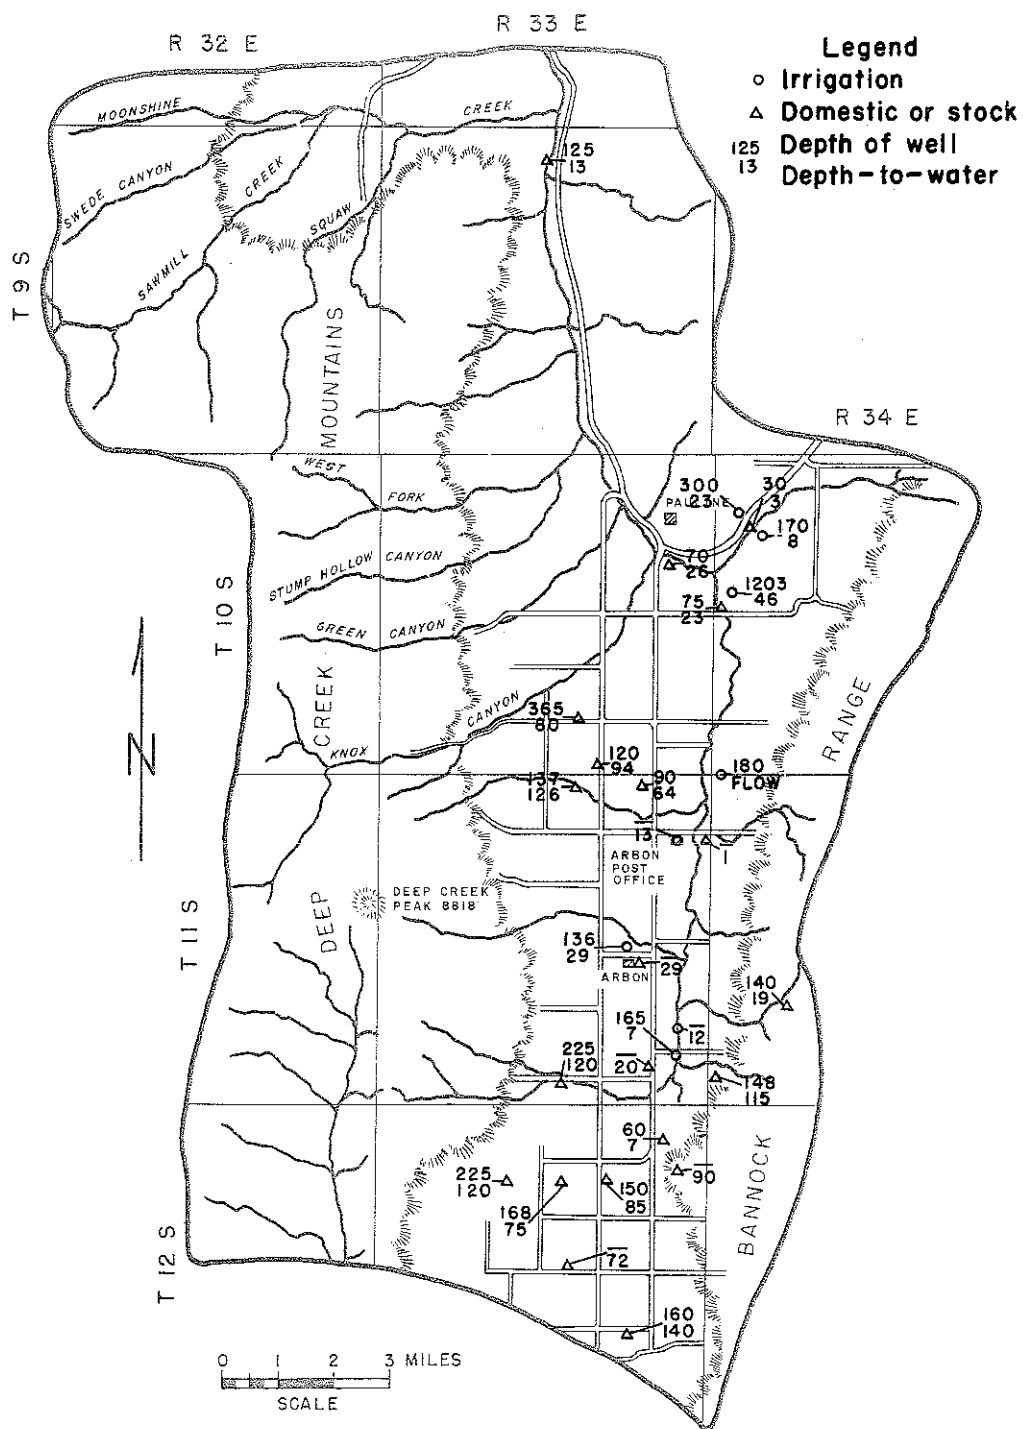 R 32 E
R 33 E
Legend
Irrigation
Domestic or stock
125 Depth of well
13 Depth-to-water
MOONSHINE
CREEK
SWEDE CANYON
CREEK
SQUAW
SAWMILL
125
13
T 9 S
MOUNTAINS
R 34 E
WEST
FORK
300
23
PAULINE
30
3
170
8
STUMP HOLLOW CANYON
70
26
1203
46
75
23
T 10 S
GREEN CANYON
CREEK
RANGE
CANYON
KNOX
365
80
N
120
94
137
126
90
64
180
FLOW
13
1
ARBON
POST
OFFICE
DEEP CREEK
PEAK 8818'
DEEP
T 11 S
136
29
29
ARBON
140
19
165
7
12
225
120
20
148
115
60
7
90
225
120
168
75
150
85
BANNOCK
T 12 S
72
160
140
0 1 2 3 MILES
SCALE